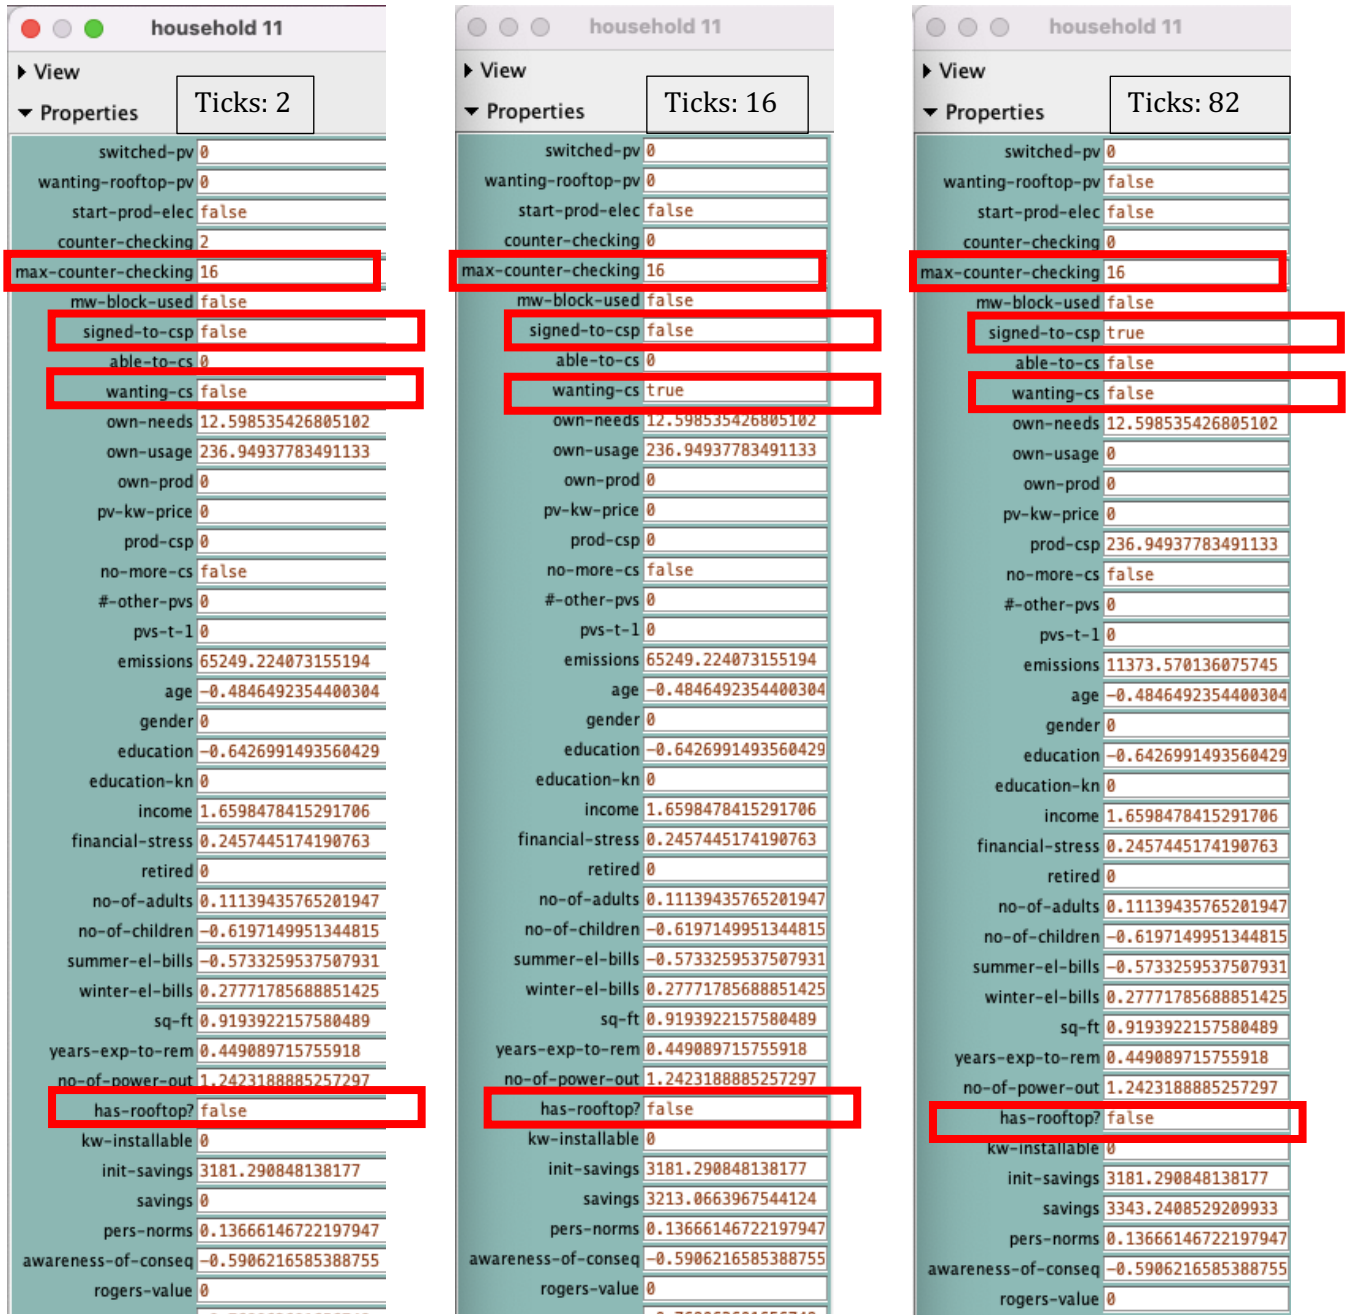 household 11
View
Ticks: 2
Properties
switched-pv 0
wanting-rooftop-pv 0
start-prod-elec false
counter-checking 2
max-counter-checking 16
mw-block-used false
signed-to-csp false
able-to-cs 0
wanting-cs false
own-needs 12.598535426805102
own-usage 236.94937783491133
own-prod 0
pv-kw-price 0
prod-csp 0
no-more-cs false
#-other-pvs 0
pvs-t-1 0
emissions 65249.224073155194
age -0.4846492354400304
gender 0
education -0.6426991493560429
education-kn 0
income 1.6598478415291706
financial-stress 0.2457445174190763
retired 0
no-of-adults 0.11139435765201947
no-of-children -0.6197149951344815
summer-el-bills -0.5733259537507931
winter-el-bills 0.27771785688851425
sq-ft 0.9193922157580489
years-exp-to-rem 0.449089715755918
no-of-power-out 1.2423188885257297
has-rooftop? false
kw-installable 0
init-savings 3181.290848138177
savings 0
pers-norms 0.13666146722197947
awareness-of-conseq -0.5906216585388755
rogers-value 0
household 11
View
Ticks: 16
Properties
switched-pv 0
wanting-rooftop-pv 0
start-prod-elec false
counter-checking 0
max-counter-checking 16
mw-block-used false
signed-to-csp false
able-to-cs 0
wanting-cs true
own-needs 12.598535426805102
own-usage 236.94937783491133
own-prod 0
pv-kw-price 0
prod-csp 0
no-more-cs false
#-other-pvs 0
pvs-t-1 0
emissions 65249.224073155194
age -0.4846492354400304
gender 0
education -0.6426991493560429
education-kn 0
income 1.6598478415291706
financial-stress 0.2457445174190763
retired 0
no-of-adults 0.11139435765201947
no-of-children -0.6197149951344815
summer-el-bills -0.5733259537507931
winter-el-bills 0.27771785688851425
sq-ft 0.9193922157580489
years-exp-to-rem 0.449089715755918
no-of-power-out 1.2423188885257297
has-rooftop? false
kw-installable 0
init-savings 3181.290848138177
savings 3213.0663967544124
pers-norms 0.13666146722197947
awareness-of-conseq -0.5906216585388755
rogers-value 0
household 11
View
Ticks: 82
Properties
switched-pv 0
wanting-rooftop-pv false
start-prod-elec false
counter-checking 0
max-counter-checking 16
mw-block-used false
signed-to-csp true
able-to-cs false
wanting-cs false
own-needs 12.598535426805102
own-usage 0
own-prod 0
pv-kw-price 0
prod-csp 236.94937783491133
no-more-cs false
#-other-pvs 0
pvs-t-1 0
emissions 11373.570136075745
age -0.4846492354400304
gender 0
education -0.6426991493560429
education-kn 0
income 1.6598478415291706
financial-stress 0.2457445174190763
retired 0
no-of-adults 0.11139435765201947
no-of-children -0.6197149951344815
summer-el-bills -0.5733259537507931
winter-el-bills 0.27771785688851425
sq-ft 0.9193922157580489
years-exp-to-rem 0.449089715755918
no-of-power-out 1.2423188885257297
has-rooftop? false
kw-installable 0
init-savings 3181.290848138177
savings 3343.2408529209933
pers-norms 0.13666146722197947
awareness-of-conseq -0.5906216585388755
rogers-value 0